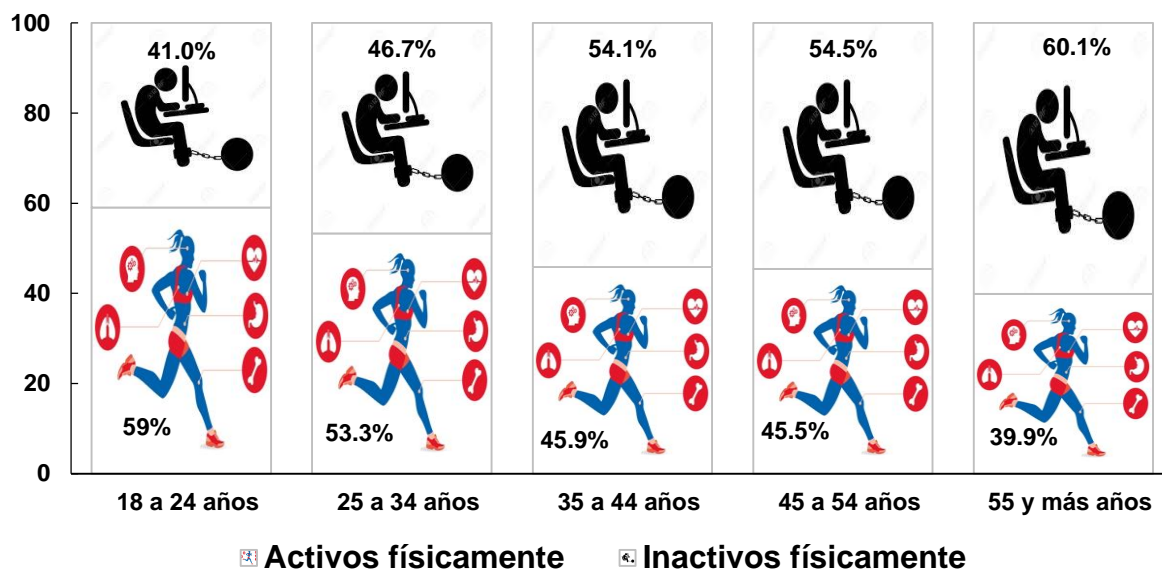 100
80
60
40
20
0
41.0%
46.7%
54.1%
54.5%
60.1%
59%
53.3%
45.9%
45.5%
39.9%
18 a 24 años
25 a 34 años
35 a 44 años
45 a 54 años
55 y más años
Activos físicamente
Inactivos físicamente